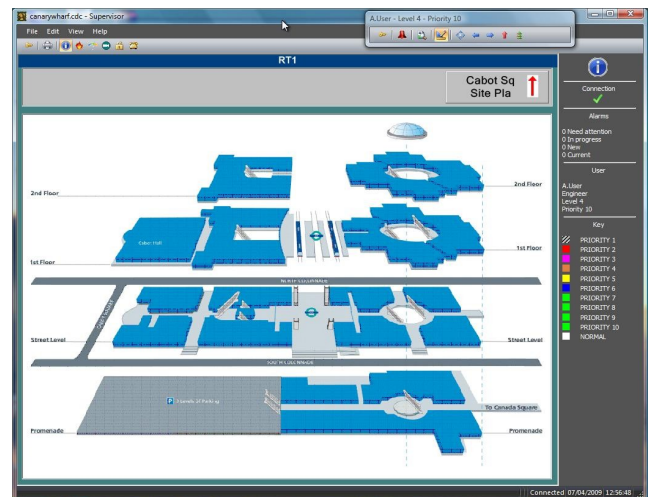 canarywharf.cdc - Supervisor
A.User - Level 4 - Priority 10
File Edit View Help
RT1
Cabot Sq
Site Pla
Connection
Alarms
0 Need attention
0 In progress
0 New
0 Current
User
A.User
Engineer
Level 4
Priority 10
Key
PRIORITY 1
PRIORITY 2
PRIORITY 3
PRIORITY 4
PRIORITY 5
PRIORITY 6
PRIORITY 7
PRIORITY 8
PRIORITY 9
PRIORITY 10
NORMAL
2nd Floor
2nd Floor
Cabot Hall
1st Floor
1st Floor
Street Level
Street Level
P
To Canada Square
Promenade
Promenade
Connected 07/04/2009 12:56:48